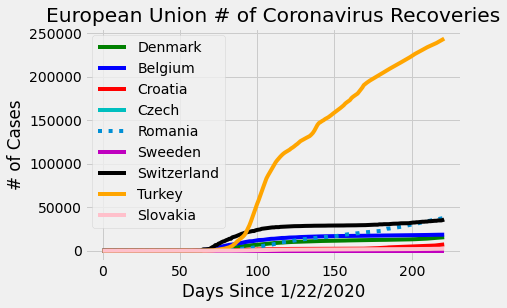 European Union # of Coronavirus Recoveries
# of Cases
250000
200000
150000
100000
50000
0
Denmark
Belgium
Croatia
Czech
Romania
Sweeden
Switzerland
Turkey
Slovakia
0 50 100 150 200
Days Since 1/22/2020